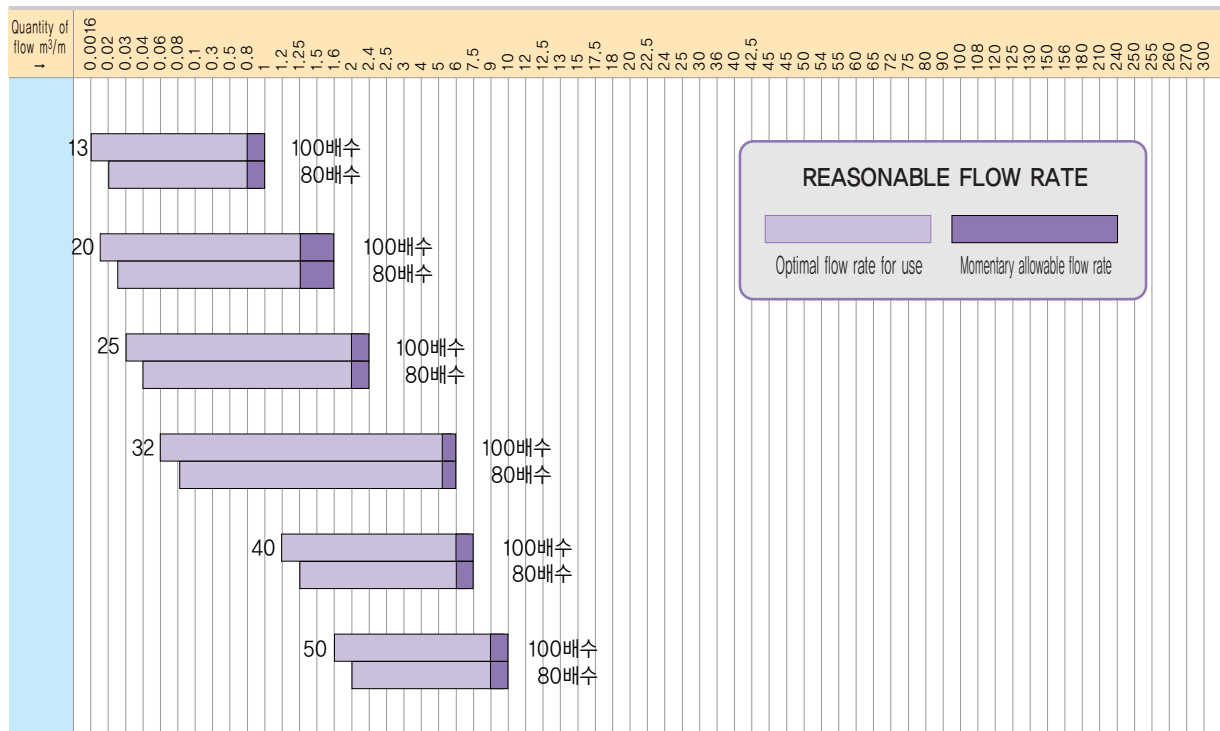 Quantity of
flow m³/m
↓
0.0016 0.02 0.03 0.04 0.06 0.08 0.1 0.3 0.5 0.8 1 1.2 1.25 1.5 1.6 2 2.4 2.5 3 4 5 6 7.5 9 10 12 12.5 13 15 17.5 18 20 22.5 24 25 30 36 40 42.5 45 45 50 54 55 60 65 72 75 80 90 100 108 120 125 130 150 156 180 210 240 250 255 260 270 300
13 100배수
80배수
REASONABLE FLOW RATE
Optimal flow rate for use
Momentary allowable flow rate
20 100배수
80배수
25 100배수
80배수
32 100배수
80배수
40 100배수
80배수
50 100배수
80배수